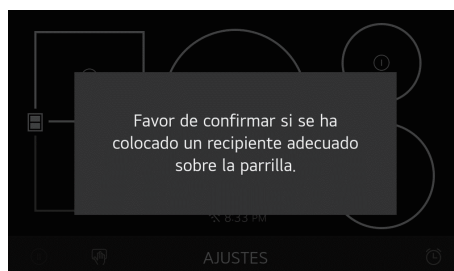 Favor de confirmar si se ha
colocado un recipiente adecuado
sobre la parrilla.
8:33 PM
AJUSTES